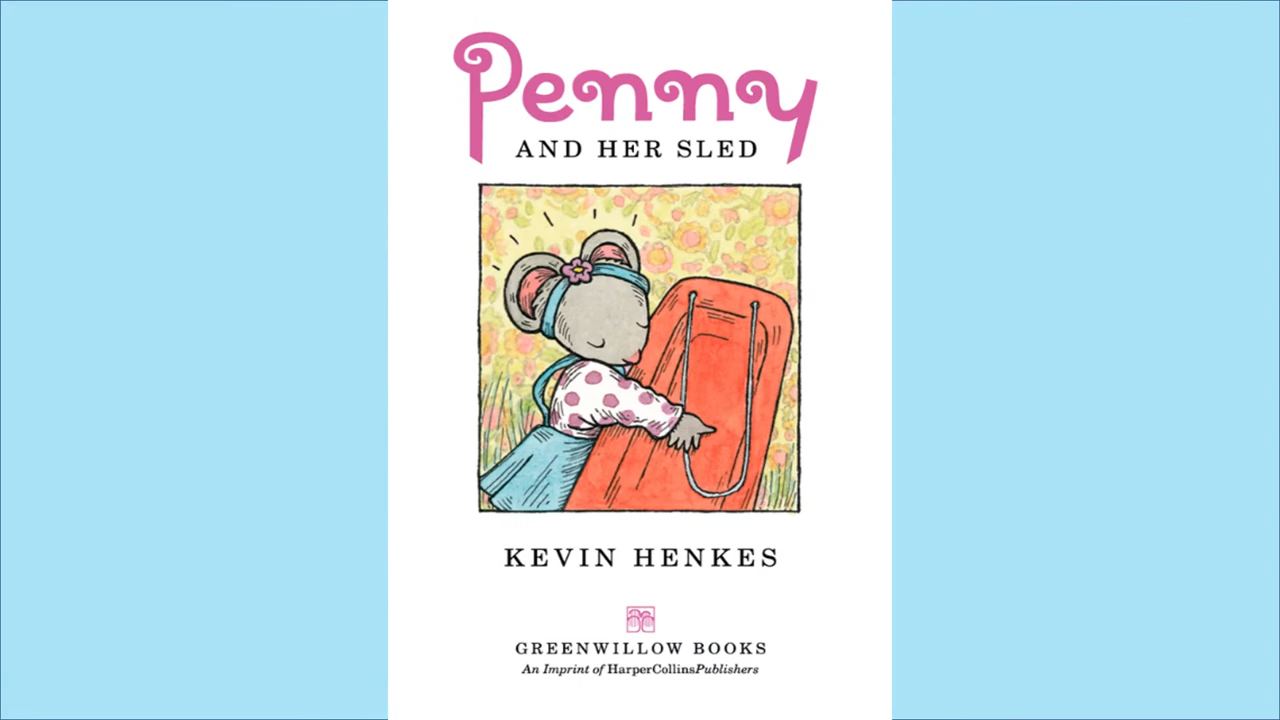 Penny
AND HER SLED
KEVIN HENKES
GREENWILLOW BOOKS
An Imprint of HarperCollinsPublishers